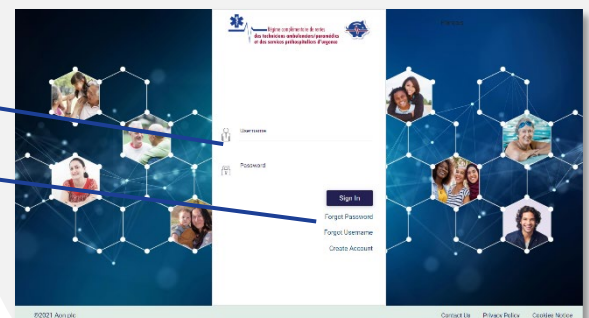 Régime complémentaire de rentes
des techniciens ambulanciers/paramédics
et des services préhospitaliers d'urgence
Username
Password
Sign In
Forgot Password
Forgot Username
Create Account
©2021 Aon plc
Contact Us Privacy Policy Cookies Notice